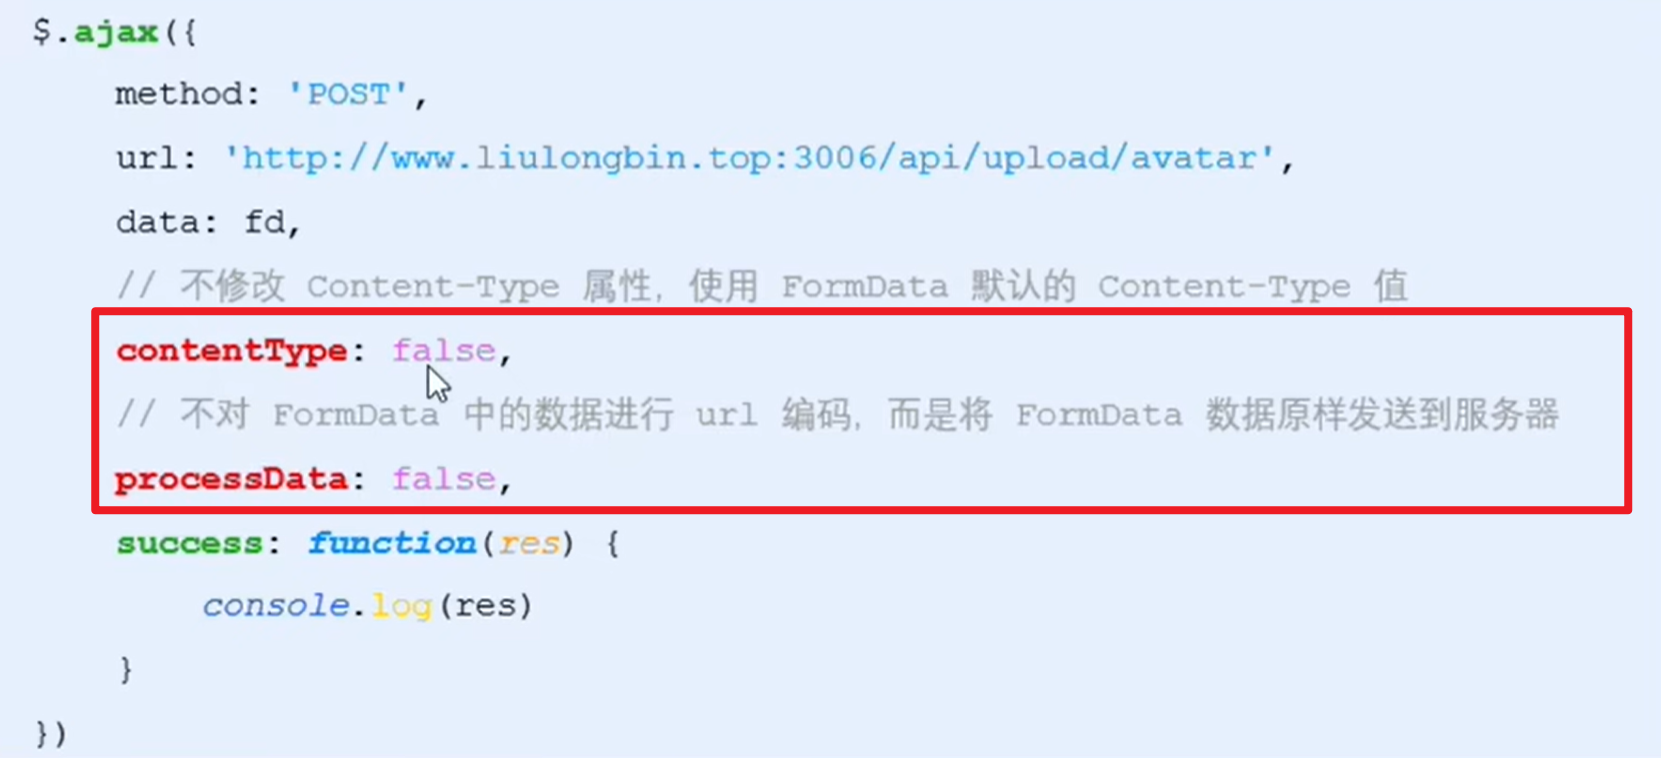 $.ajax({
method: 'POST',
url: 'http://www.liulongbin.top:3006/api/upload/avatar',
data: fd,
// 不修改 Content-Type 属性，使用 FormData 默认的 Content-Type 值
contentType: false,
// 不对 FormData 中的数据进行 url 编码，而是将 FormData 数据原样发送到服务器
processData: false,
success: function(res) {
console.log(res)
}
})